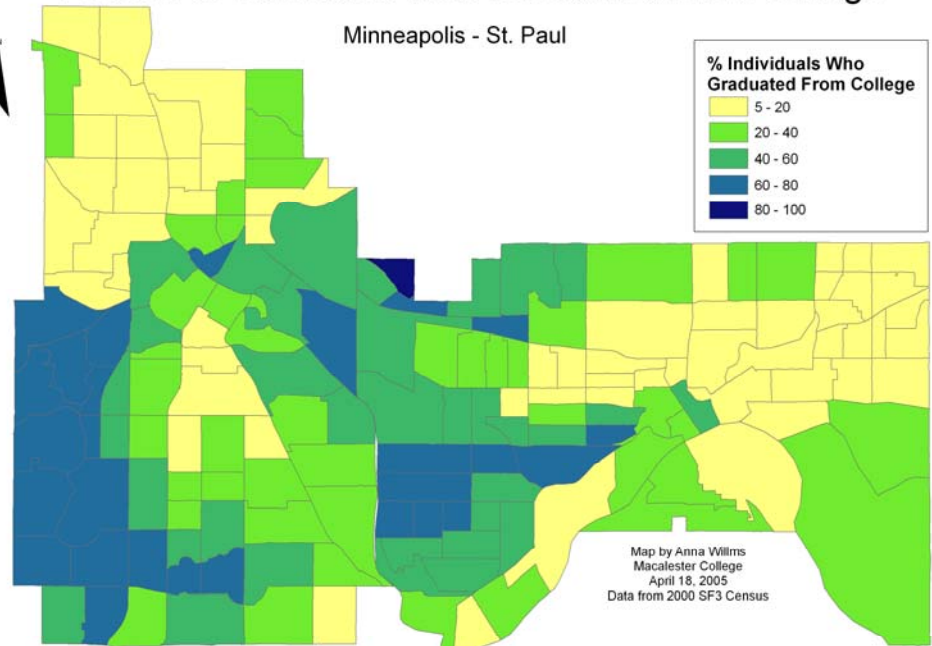 Minneapolis - St. Paul
% Individuals Who
Graduated From College
5 - 20
20 - 40
40 - 60
60 - 80
80 - 100
Map by Anna Willms
Macalester College
April 18, 2005
Data from 2000 SF3 Census